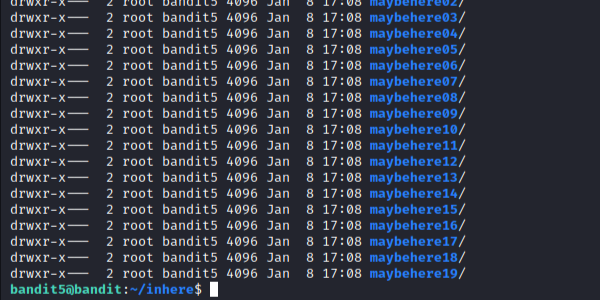 drwxr-x--- 2 root bandit5 4096 Jan 8 17:08 maybehere02/
drwxr-x--- 2 root bandit5 4096 Jan 8 17:08 maybehere03/
drwxr-x--- 2 root bandit5 4096 Jan 8 17:08 maybehere04/
drwxr-x--- 2 root bandit5 4096 Jan 8 17:08 maybehere05/
drwxr-x--- 2 root bandit5 4096 Jan 8 17:08 maybehere06/
drwxr-x--- 2 root bandit5 4096 Jan 8 17:08 maybehere07/
drwxr-x--- 2 root bandit5 4096 Jan 8 17:08 maybehere08/
drwxr-x--- 2 root bandit5 4096 Jan 8 17:08 maybehere09/
drwxr-x--- 2 root bandit5 4096 Jan 8 17:08 maybehere10/
drwxr-x--- 2 root bandit5 4096 Jan 8 17:08 maybehere11/
drwxr-x--- 2 root bandit5 4096 Jan 8 17:08 maybehere12/
drwxr-x--- 2 root bandit5 4096 Jan 8 17:08 maybehere13/
drwxr-x--- 2 root bandit5 4096 Jan 8 17:08 maybehere14/
drwxr-x--- 2 root bandit5 4096 Jan 8 17:08 maybehere15/
drwxr-x--- 2 root bandit5 4096 Jan 8 17:08 maybehere16/
drwxr-x--- 2 root bandit5 4096 Jan 8 17:08 maybehere17/
drwxr-x--- 2 root bandit5 4096 Jan 8 17:08 maybehere18/
drwxr-x--- 2 root bandit5 4096 Jan 8 17:08 maybehere19/
bandit5@bandit:~/inhere$